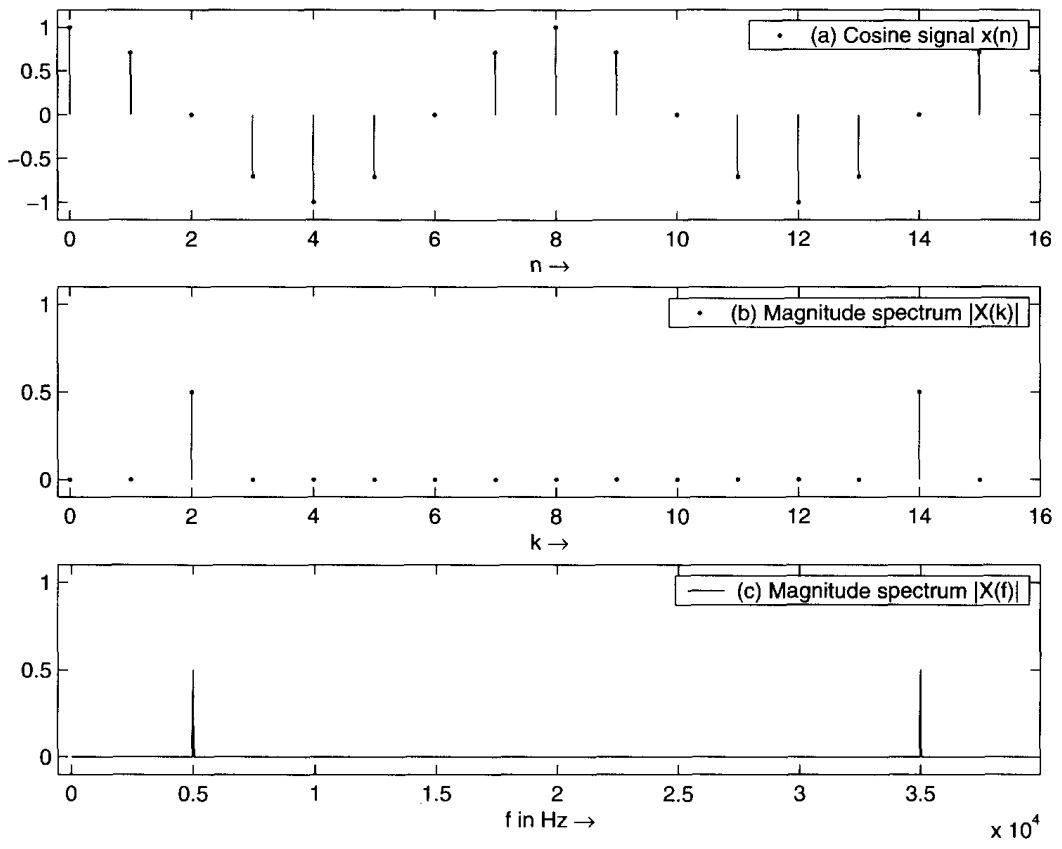 (a) Cosine signal x(n)
1
0.5
0
−0.5
−1
0 2 4 6 8 10 12 14 16
n →
(b) Magnitude spectrum |X(k)|
1
0.5
0
0 2 4 6 8 10 12 14 16
k →
(c) Magnitude spectrum |X(f)|
1
0.5
0
0 0.5 1 1.5 2 2.5 3 3.5
f in Hz →
x 10⁴